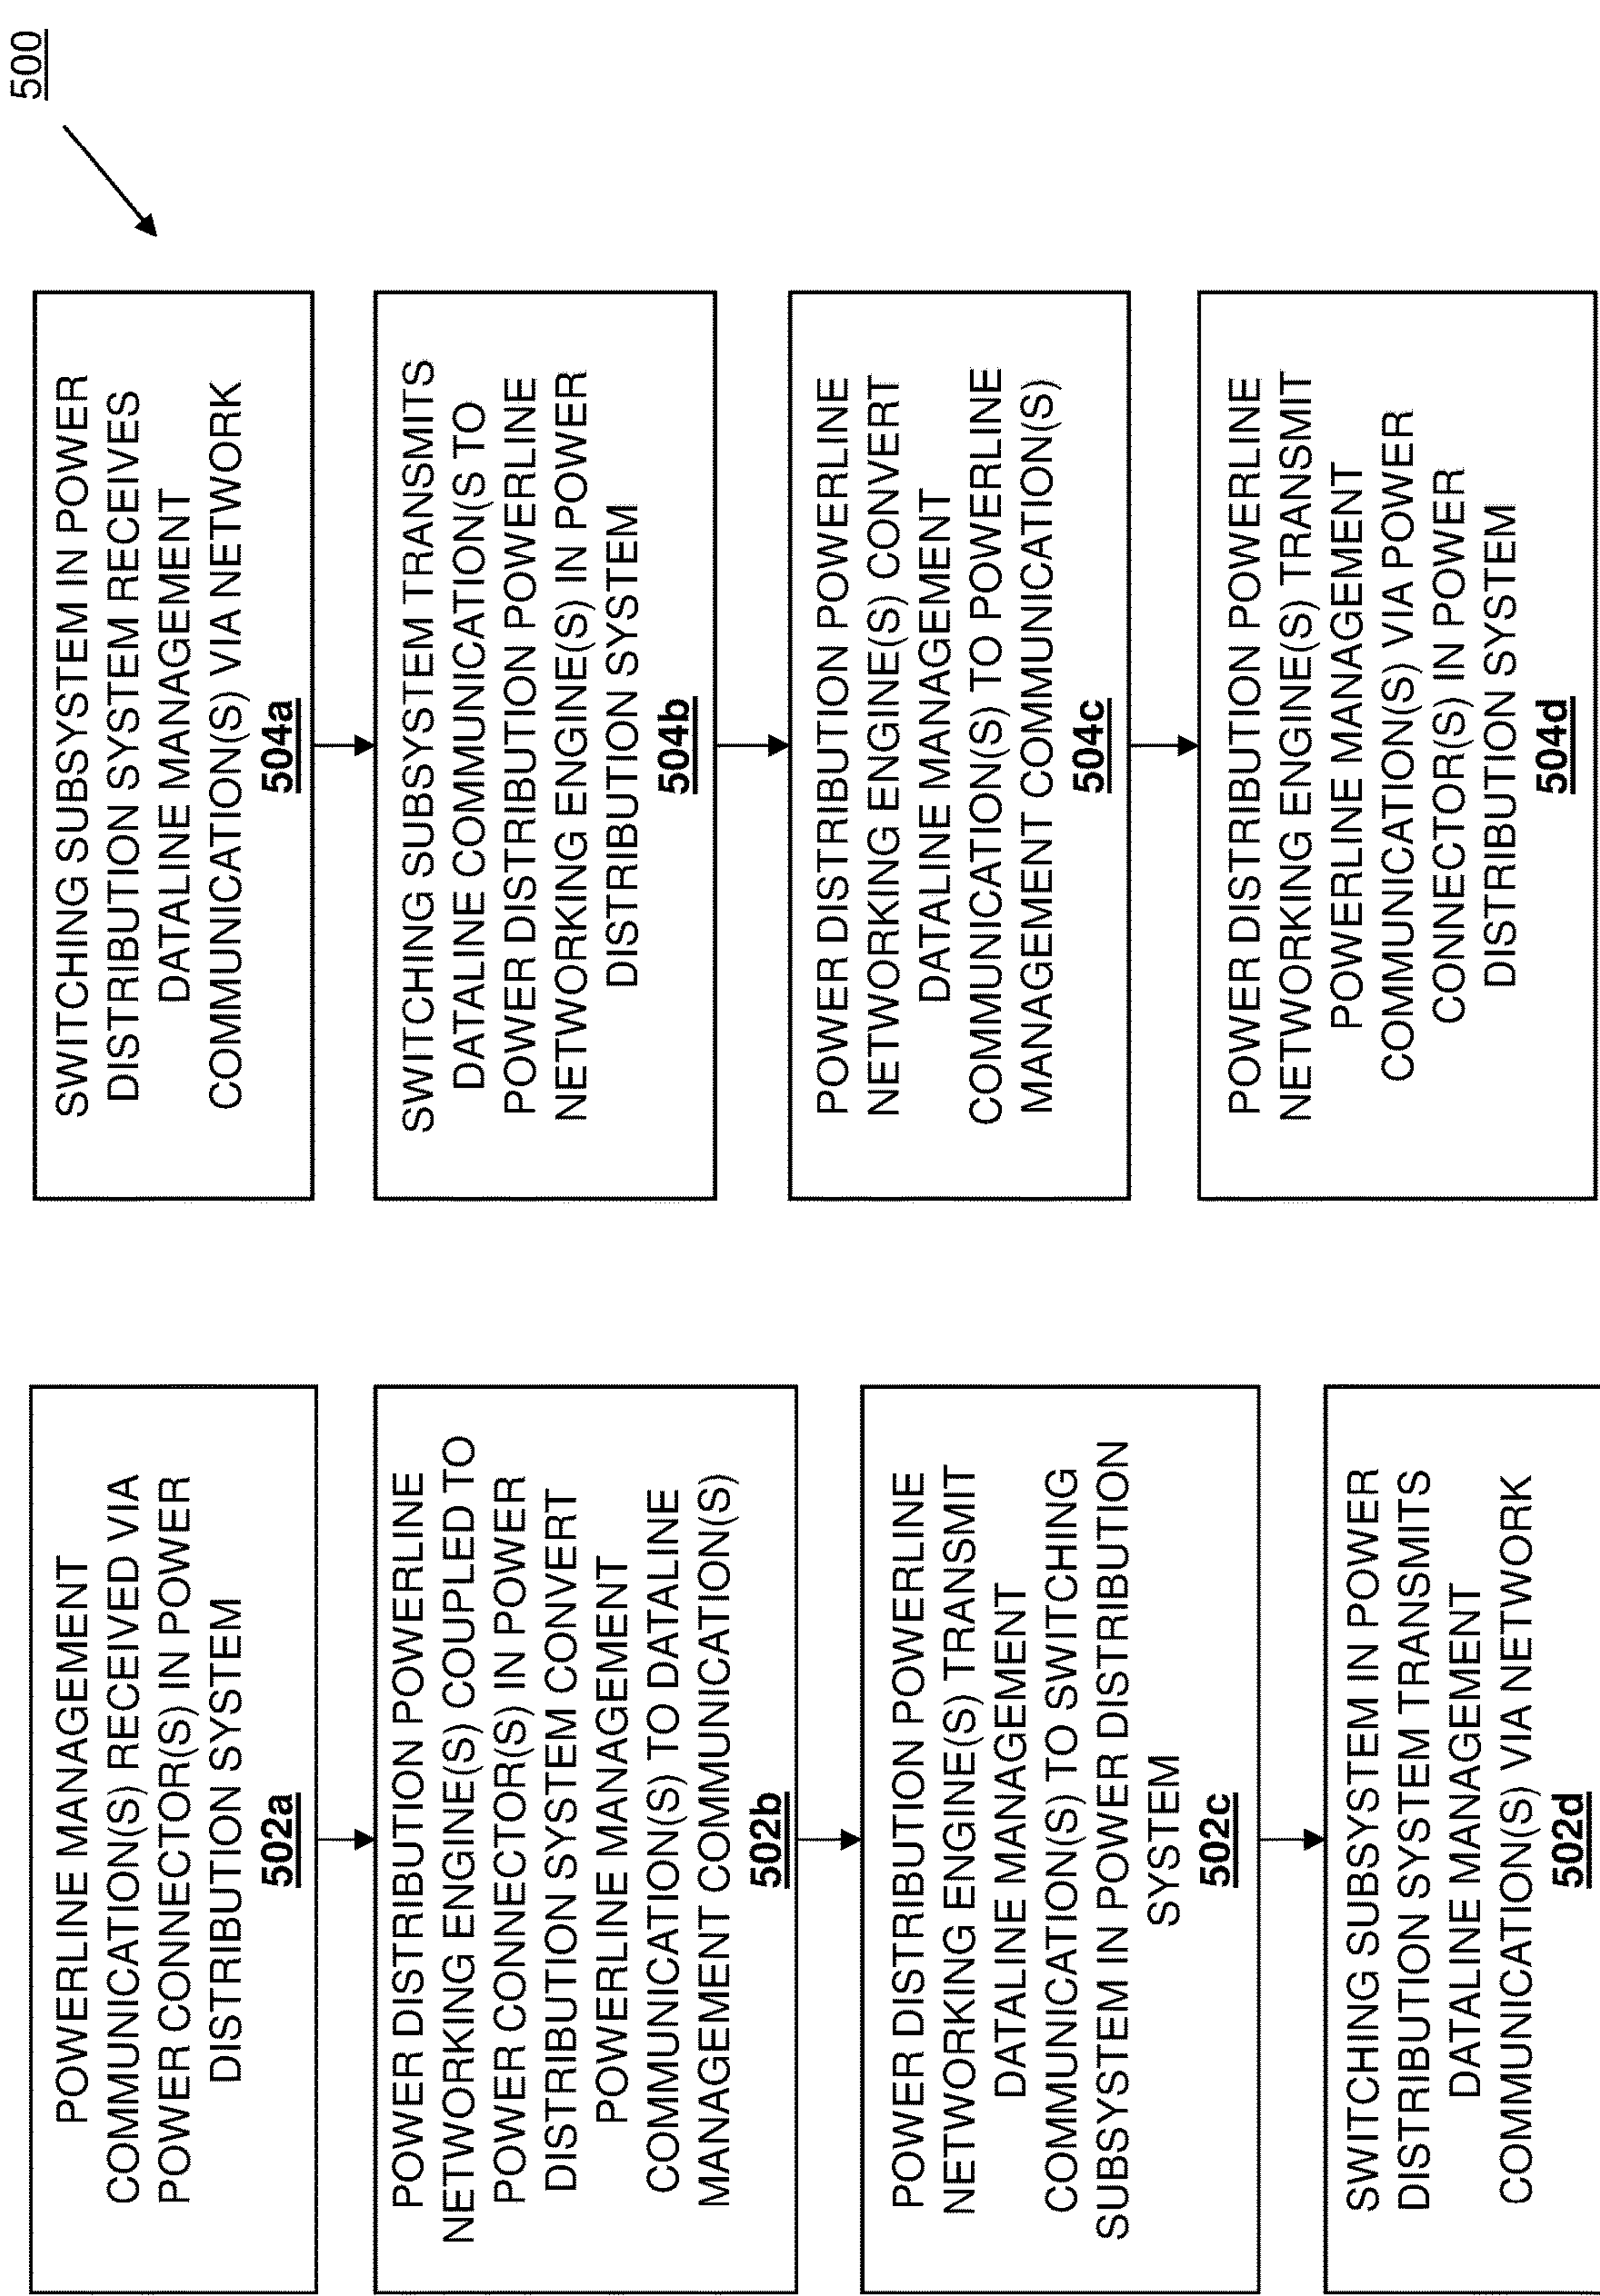 500
POWERLINE MANAGEMENT
COMMUNICATION(S) RECEIVED VIA
POWER CONNECTOR(S) IN POWER
DISTRIBUTION SYSTEM
502a
POWER DISTRIBUTION POWERLINE
NETWORKING ENGINE(S) COUPLED TO
POWER CONNECTOR(S) IN POWER
DISTRIBUTION SYSTEM CONVERT
POWERLINE MANAGEMENT
COMMUNICATION(S) TO DATALINE
MANAGEMENT COMMUNICATION(S)
502b
POWER DISTRIBUTION POWERLINE
NETWORKING ENGINE(S) TRANSMIT
DATALINE MANAGEMENT
COMMUNICATION(S) TO SWITCHING
SUBSYSTEM IN POWER DISTRIBUTION
SYSTEM
502c
SWITCHING SUBSYSTEM IN POWER
DISTRIBUTION SYSTEM TRANSMITS
DATALINE MANAGEMENT
COMMUNICATION(S) VIA NETWORK
502d
SWITCHING SUBSYSTEM IN POWER
DISTRIBUTION SYSTEM RECEIVES
DATALINE MANAGEMENT
COMMUNICATION(S) VIA NETWORK
504a
SWITCHING SUBSYSTEM TRANSMITS
DATALINE COMMUNICATION(S TO
POWER DISTRIBUTION POWERLINE
NETWORKING ENGINE(S) IN POWER
DISTRIBUTION SYSTEM
504b
POWER DISTRIBUTION POWERLINE
NETWORKING ENGINE(S) CONVERT
DATALINE MANAGEMENT
COMMUNICATION(S) TO POWERLINE
MANAGEMENT COMMUNICATION(S)
504c
POWER DISTRIBUTION POWERLINE
NETWORKING ENGINE(S) TRANSMIT
POWERLINE MANAGEMENT
COMMUNICATION(S) VIA POWER
CONNECTOR(S) IN POWER
DISTRIBUTION SYSTEM
504d